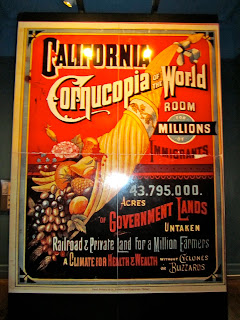 CALIFORNIA
Cornucopia OF THE World
ROOM
FOR
MILLIONS
OF
IMMIGRANTS
43,795,000.
ACRES
OF GOVERNMENT LANDS
UNTAKEN
Railroad & Private Land for a Million Farmers
A CLIMATE FOR HEALTH & WEALTH WITHOUT CYCLONES
OR BLIZZARDS